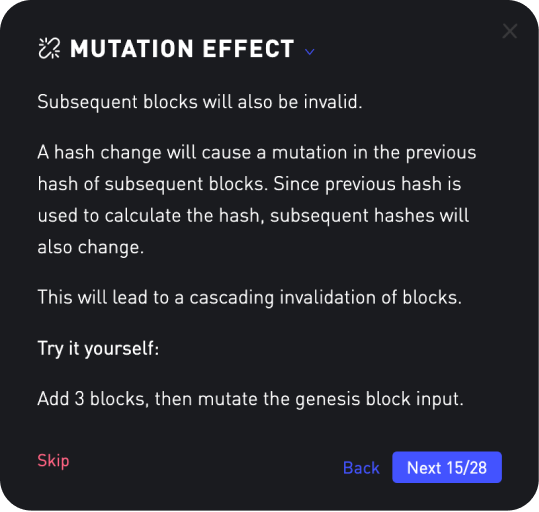 MUTATION EFFECT
Subsequent blocks will also be invalid.
A hash change will cause a mutation in the previous
hash of subsequent blocks. Since previous hash is
used to calculate the hash, subsequent hashes will
also change.
This will lead to a cascading invalidation of blocks.
Try it yourself:
Add 3 blocks, then mutate the genesis block input.
Skip
Back
Next 15/28